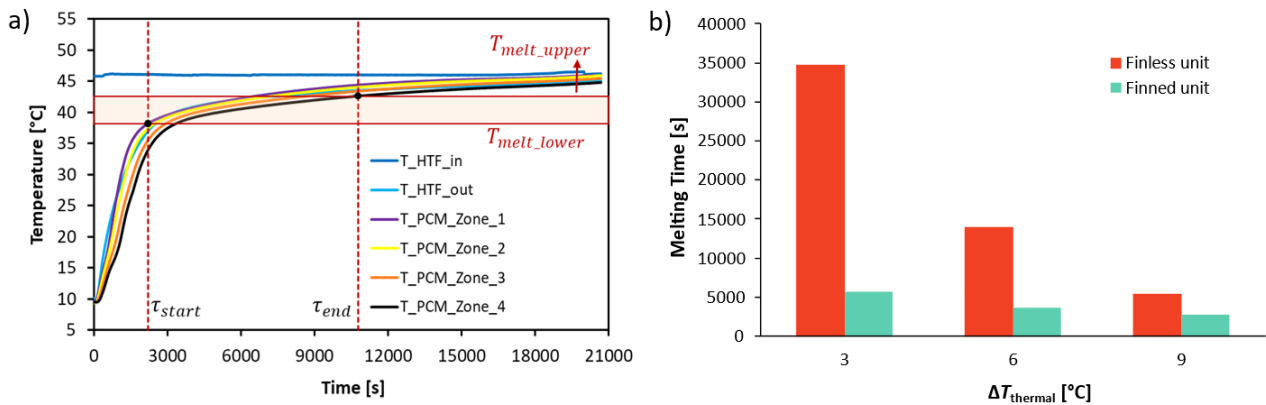 a)
Temperature [°C]
55
50
45
40
35
30
25
20
15
10
5
T_melt_upper
T_melt_lower
T_HTF_in
T_HTF_out
T_PCM_Zone_1
T_PCM_Zone_2
T_PCM_Zone_3
T_PCM_Zone_4
τ_start
τ_end
0 3000 6000 9000 12000 15000 18000 21000
Time [s]
b)
Melting Time [s]
40000
35000
30000
25000
20000
15000
10000
5000
0
Finless unit
Finned unit
3 6 9
ΔT_thermal [°C]